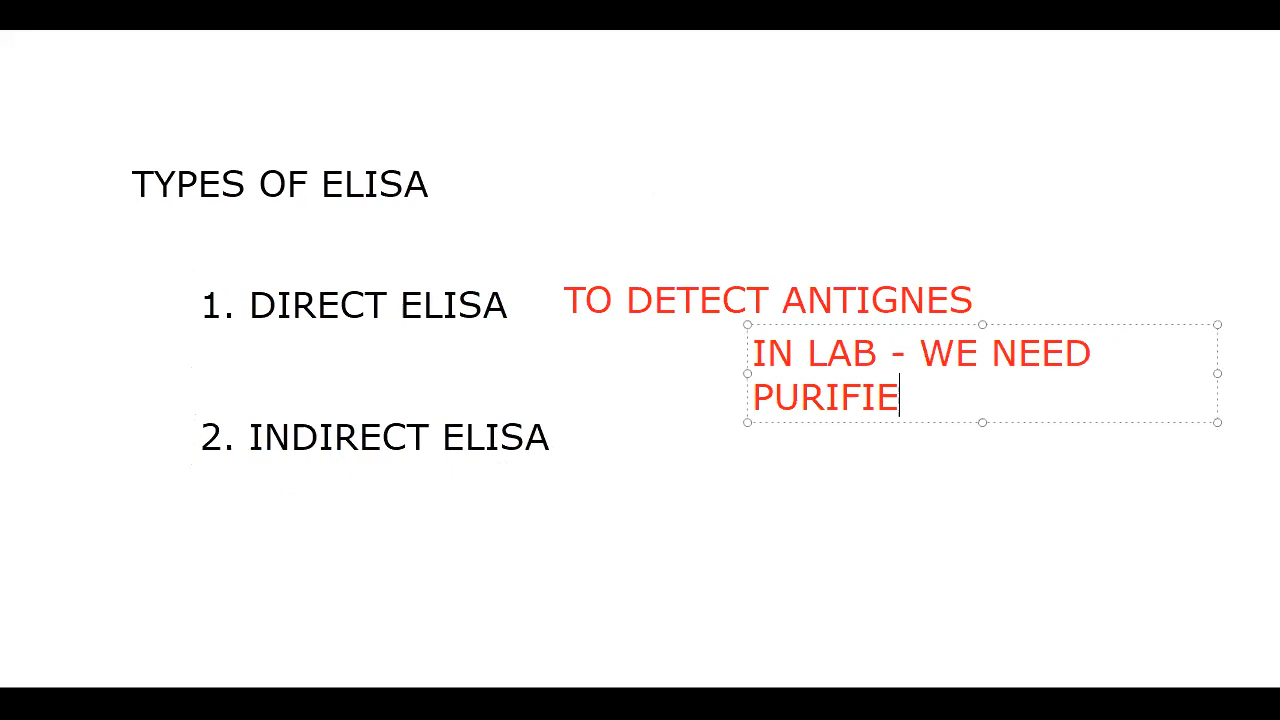 TYPES OF ELISA
1. DIRECT ELISA
TO DETECT ANTIGNES
IN LAB - WE NEED
PURIFIE
2. INDIRECT ELISA